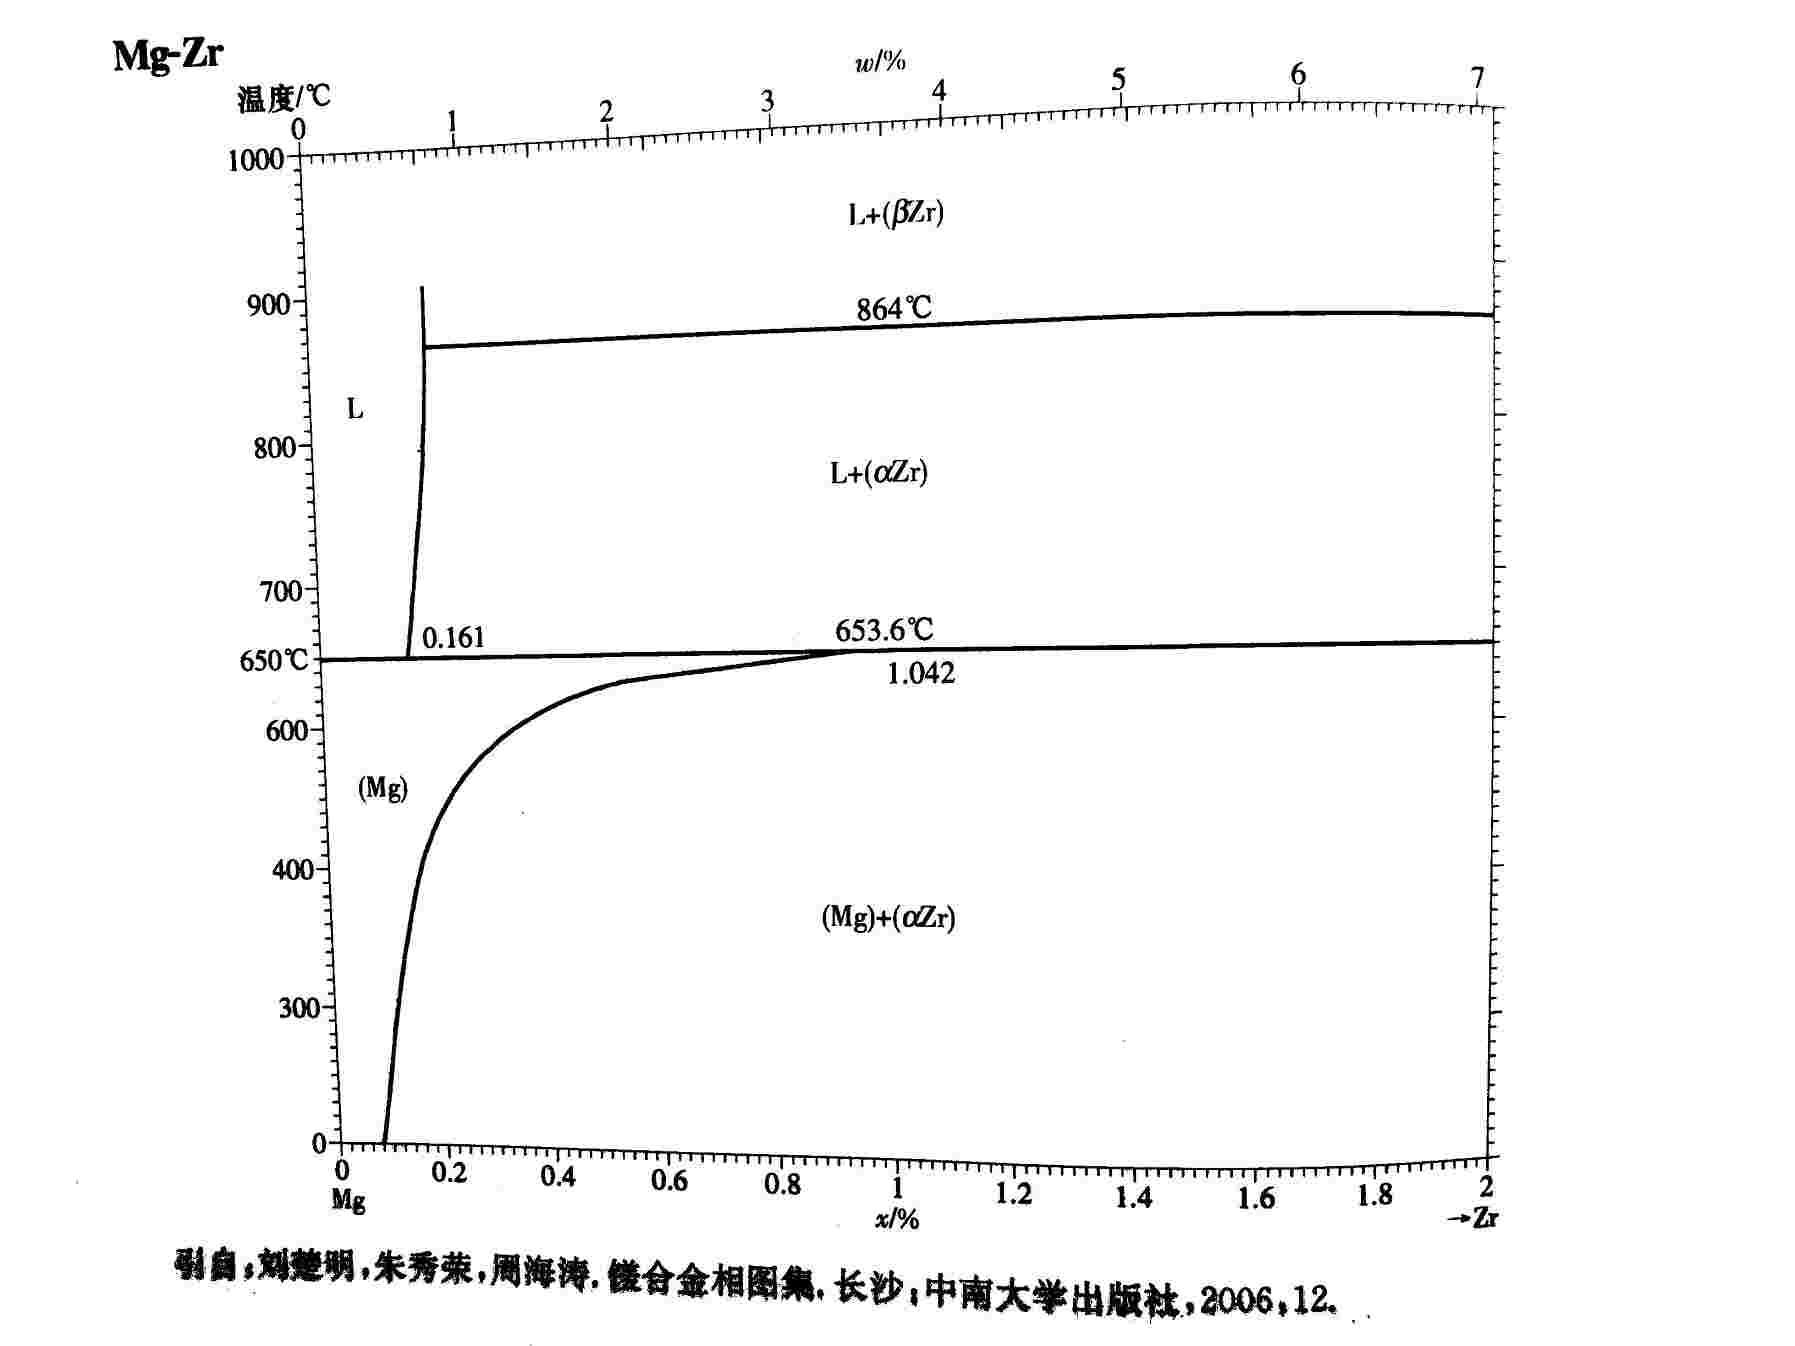 Mg-Zr
w/%
温度/℃
0 1 2 3 4 5 6 7
1000
L+(βZr)
900
864℃
L
800
L+(αZr)
700
0.161
653.6℃
650℃
1.042
600
(Mg)
400
(Mg)+(αZr)
300
0
0 0.2 0.4 0.6 0.8 1 1.2 1.4 1.6 1.8 2
Mg
x/%
→Zr
引自:刘楚明,朱秀荣,周海涛.镁合金相图集.长沙:中南大学出版社,2006,12.